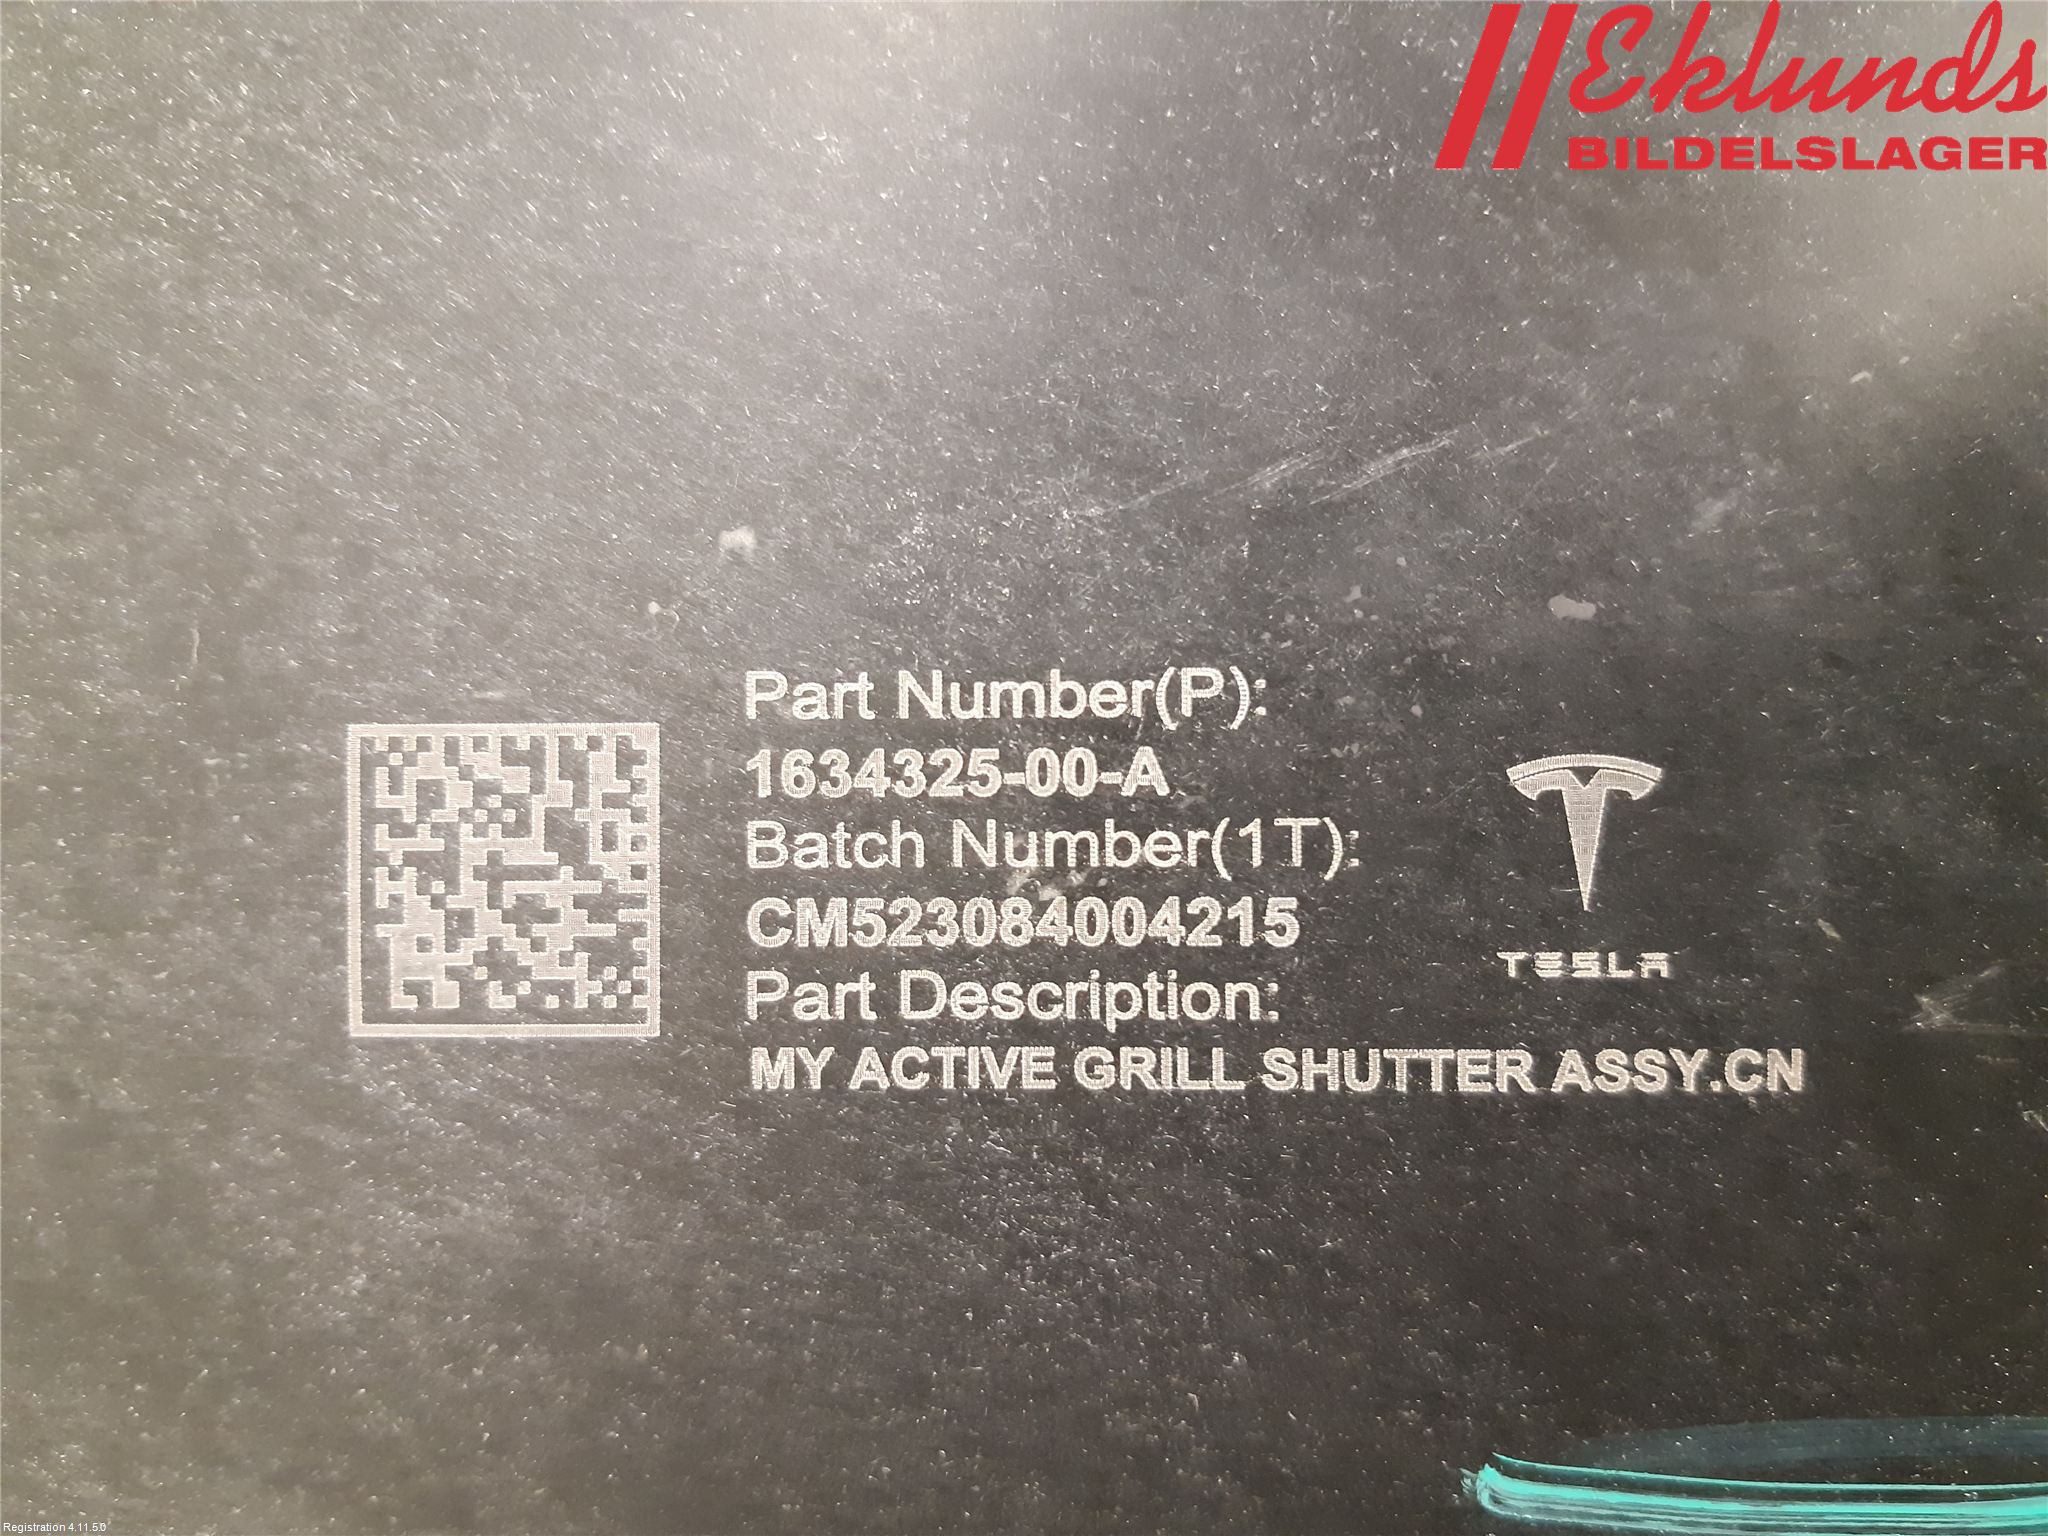 Eklunds
BILDELSLAGER
Part Number(P):
1634325-00-A
Batch Number(1T):
CM523084004215
Part Description:
MY ACTIVE GRILL SHUTTER ASSY.CN
TESLA
Registration 4.11.5.0